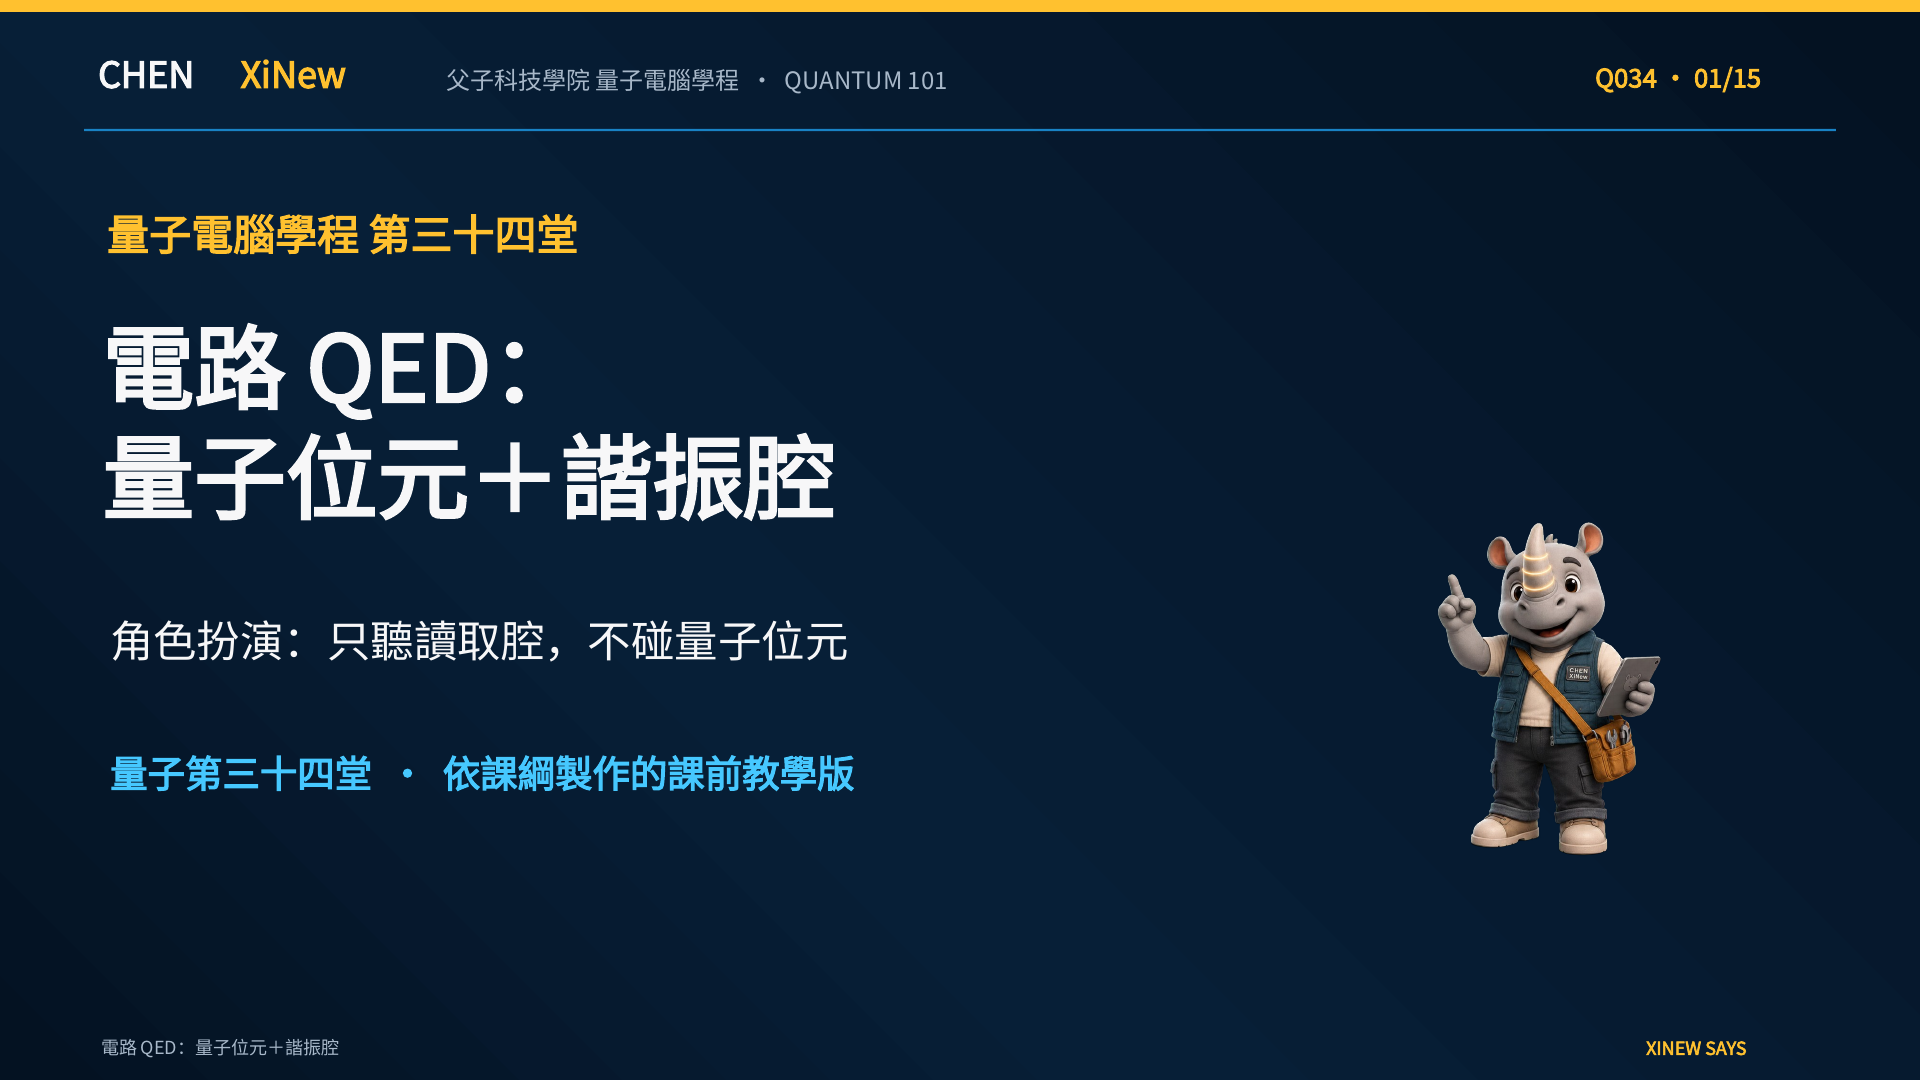 CHEN XiNew 父子科技學院 量子電腦學程 • QUANTUM 101 Q034 • 01/15
量子電腦學程 第三十四堂
電路 QED：
量子位元＋諧振腔
角色扮演：只聽讀取腔，不碰量子位元
量子第三十四堂 • 依課綱製作的課前教學版
CHEN
XiNew
電路 QED：量子位元＋諧振腔 XINEW SAYS